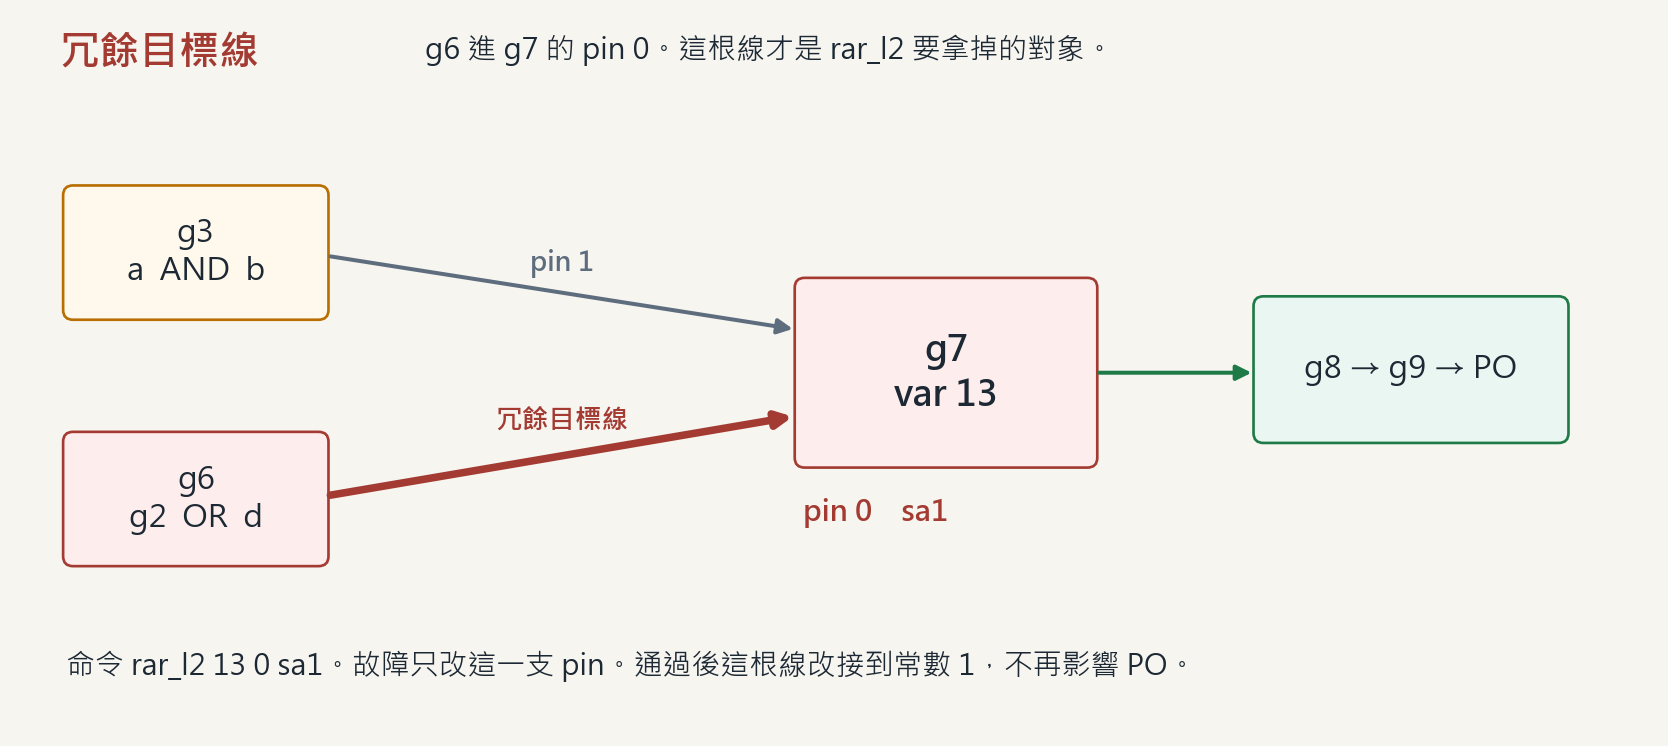 冗餘目標線
g6 進 g7 的 pin 0。這根線才是 rar_l2 要拿掉的對象。
g3
a AND b
pin 1
g7
var 13
g8 → g9 → PO
冗餘目標線
g6
g2 OR d
pin 0 sa1
命令 rar_l2 13 0 sa1。故障只改這一支 pin。通過後這根線改接到常數 1，不再影響 PO。